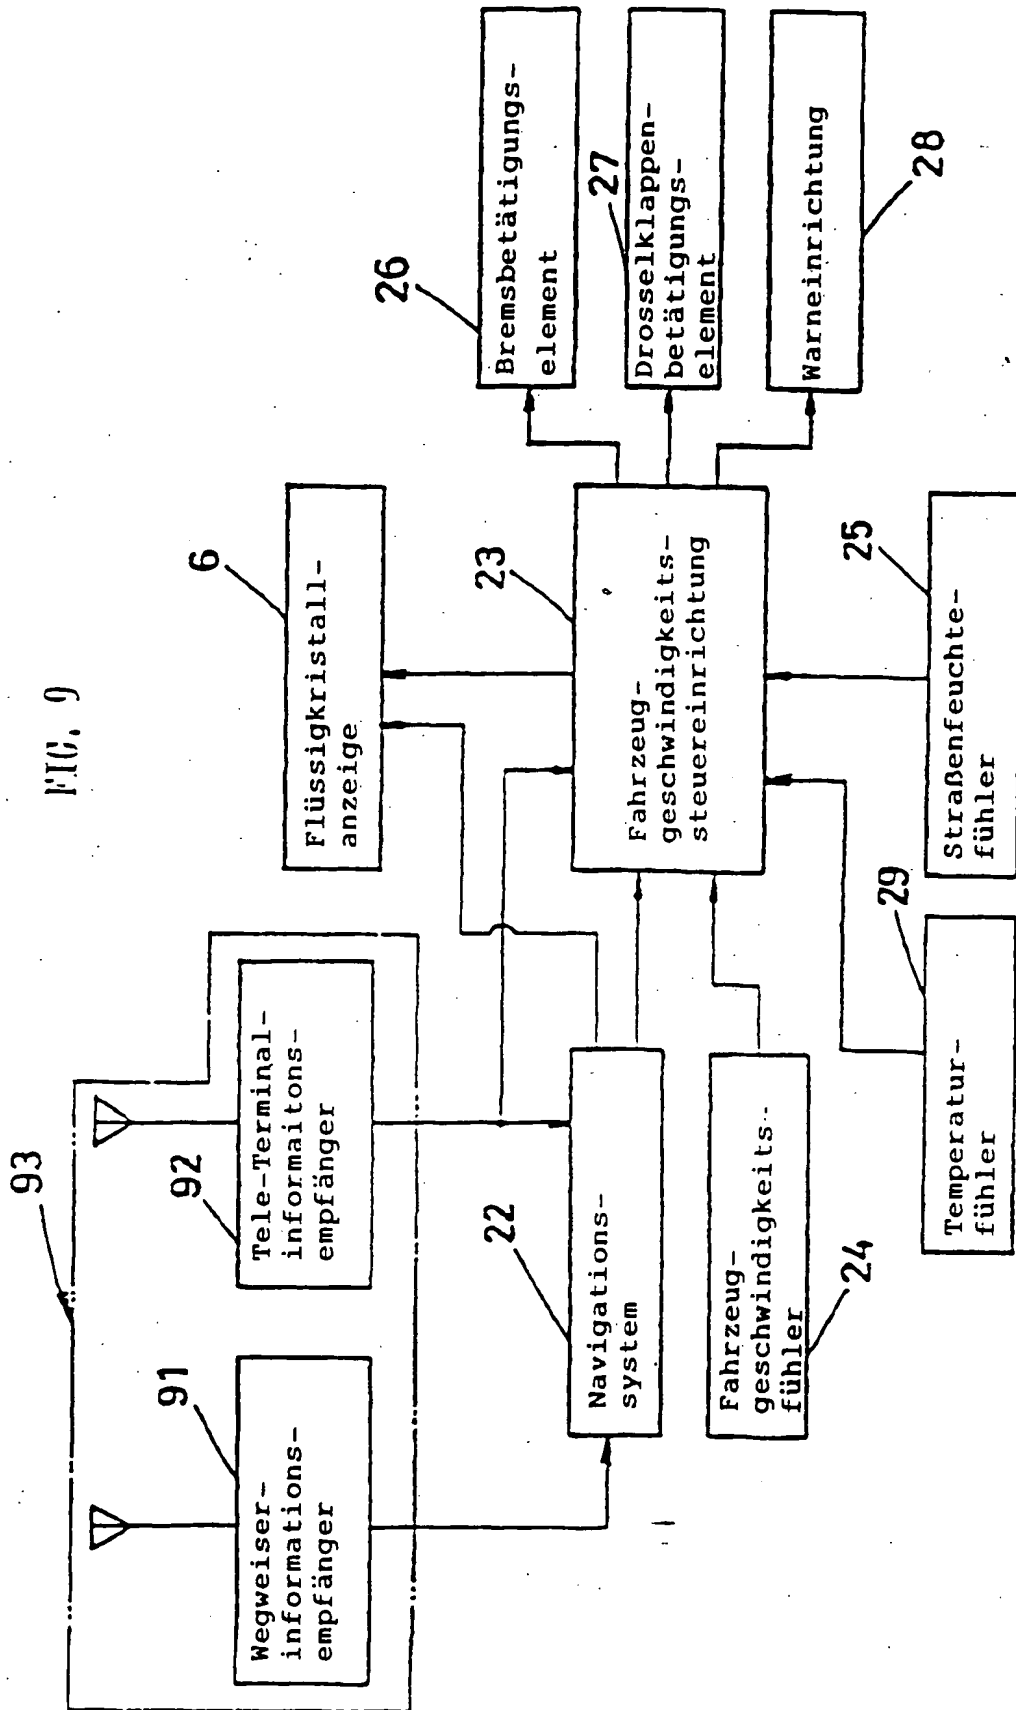 FIG. 9
93
91
Wegweiser-
informations-
empfänger
92
Tele-Terminal-
informaitons-
empfänger
6
Flüssigkristall-
anzeige
22
Navigations-
system
23
Fahrzeug-
geschwindigkeits-
steuereinrichtung
26
Bremsbetätigungs-
element
27
Drosselklappen-
betätigungs-
element
28
Warneinrichtung
Fahrzeug-
geschwindigkeits-
fühler
24
29
Temperatur-
fühler
25
Straßenfeuchte-
fühler